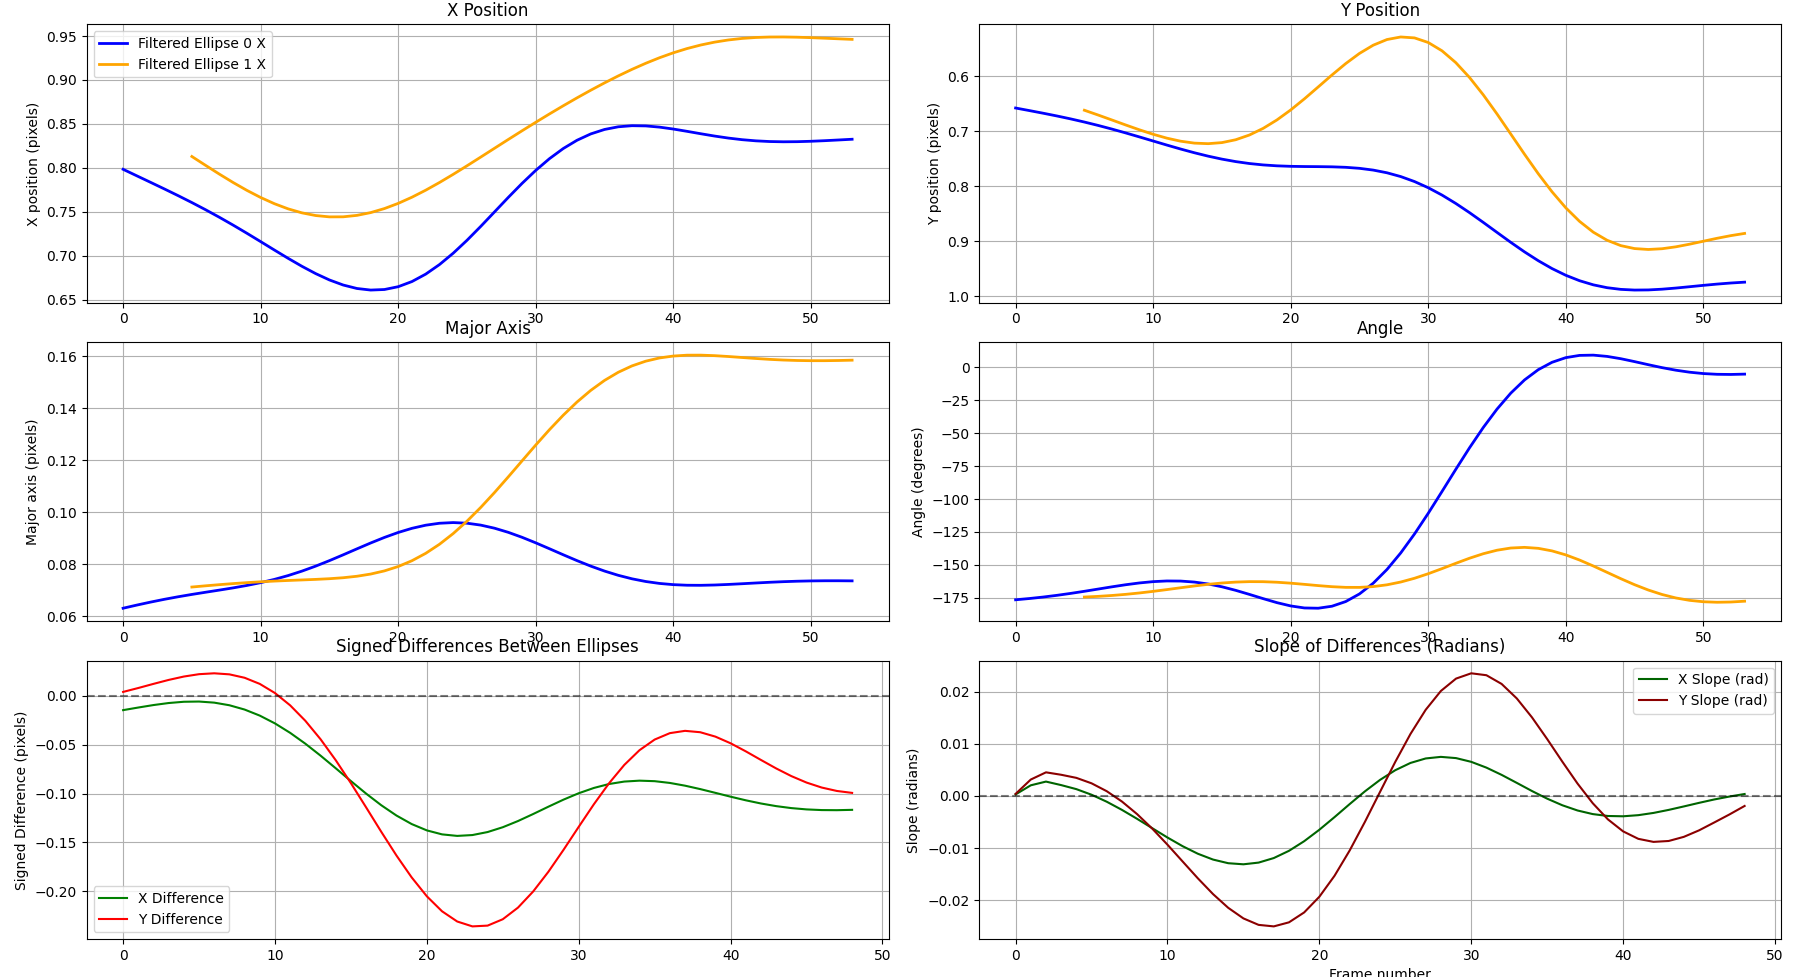 X Position
X position (pixels)
Filtered Ellipse 0 X
Filtered Ellipse 1 X
0.95
0.90
0.85
0.80
0.75
0.70
0.65
0 10 20 30 40 50
Y Position
Y position (pixels)
0.6
0.7
0.8
0.9
1.0
0 10 20 30 40 50
Major Axis
Major axis (pixels)
0.16
0.14
0.12
0.10
0.08
0.06
0 10 20 30 40 50
Angle
Angle (degrees)
0
−25
−50
−75
−100
−125
−150
−175
0 10 20 30 40 50
Signed Differences Between Ellipses
Signed Difference (pixels)
0.00
−0.05
−0.10
−0.15
−0.20
X Difference
Y Difference
0 10 20 30 40 50
Slope of Differences (Radians)
Slope (radians)
X Slope (rad)
Y Slope (rad)
0.02
0.01
0.00
−0.01
−0.02
0 10 20 30 40 50
Frame number